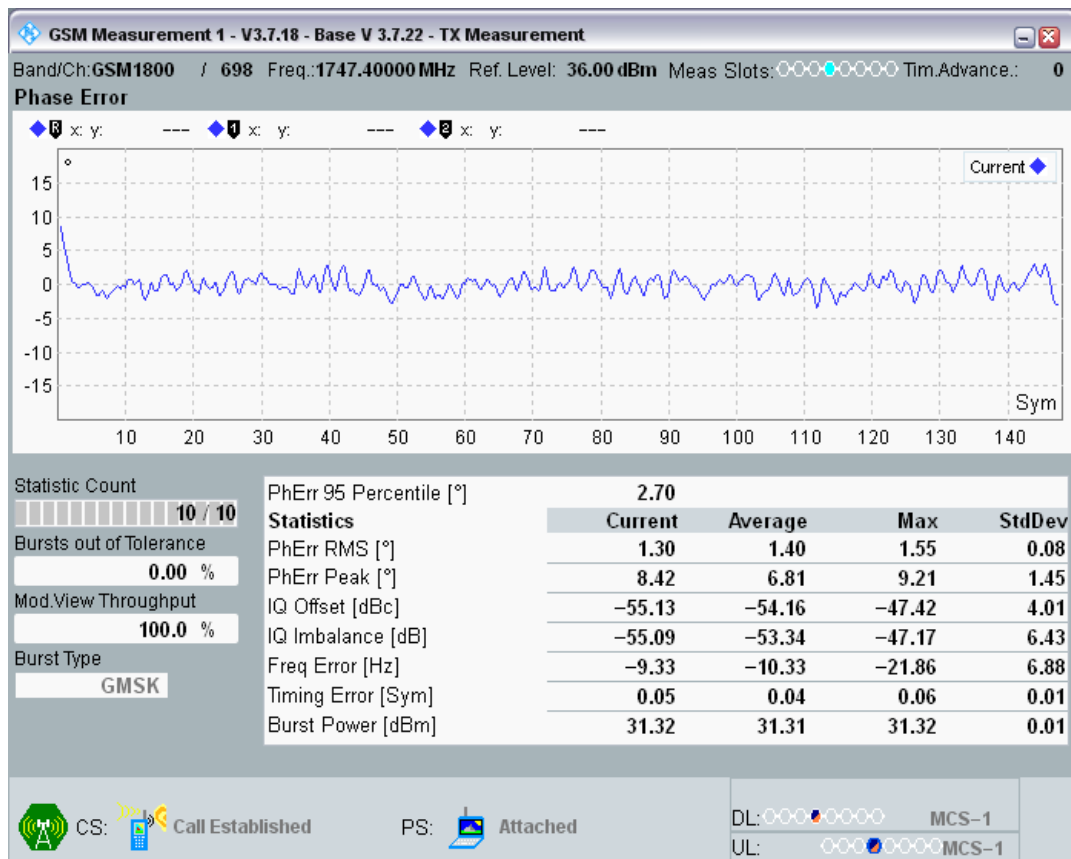 GSM Measurement 1 - V3.7.18 - Base V 3.7.22 - TX Measurement
Band/Ch:GSM1800 / 698 Freq.:1747.40000 MHz Ref. Level: 36.00 dBm Meas Slots: Tim.Advance.: 0
Phase Error
R x: y: --- 1 x: y: --- 2 x: y: ---
° Current
15
10
5
0
-5
-10
-15
Sym
10 20 30 40 50 60 70 80 90 100 110 120 130 140
Statistic Count
10 / 10
Bursts out of Tolerance
0.00 %
Mod.View Throughput
100.0 %
Burst Type
GMSK
PhErr 95 Percentile [°] 2.70
Statistics Current Average Max StdDev
PhErr RMS [°] 1.30 1.40 1.55 0.08
PhErr Peak [°] 8.42 6.81 9.21 1.45
IQ Offset [dBc] −55.13 −54.16 −47.42 4.01
IQ Imbalance [dB] −55.09 −53.34 −47.17 6.43
Freq Error [Hz] −9.33 −10.33 −21.86 6.88
Timing Error [Sym] 0.05 0.04 0.06 0.01
Burst Power [dBm] 31.32 31.31 31.32 0.01
CS: Call Established PS: Attached
DL: MCS−1
UL: MCS−1